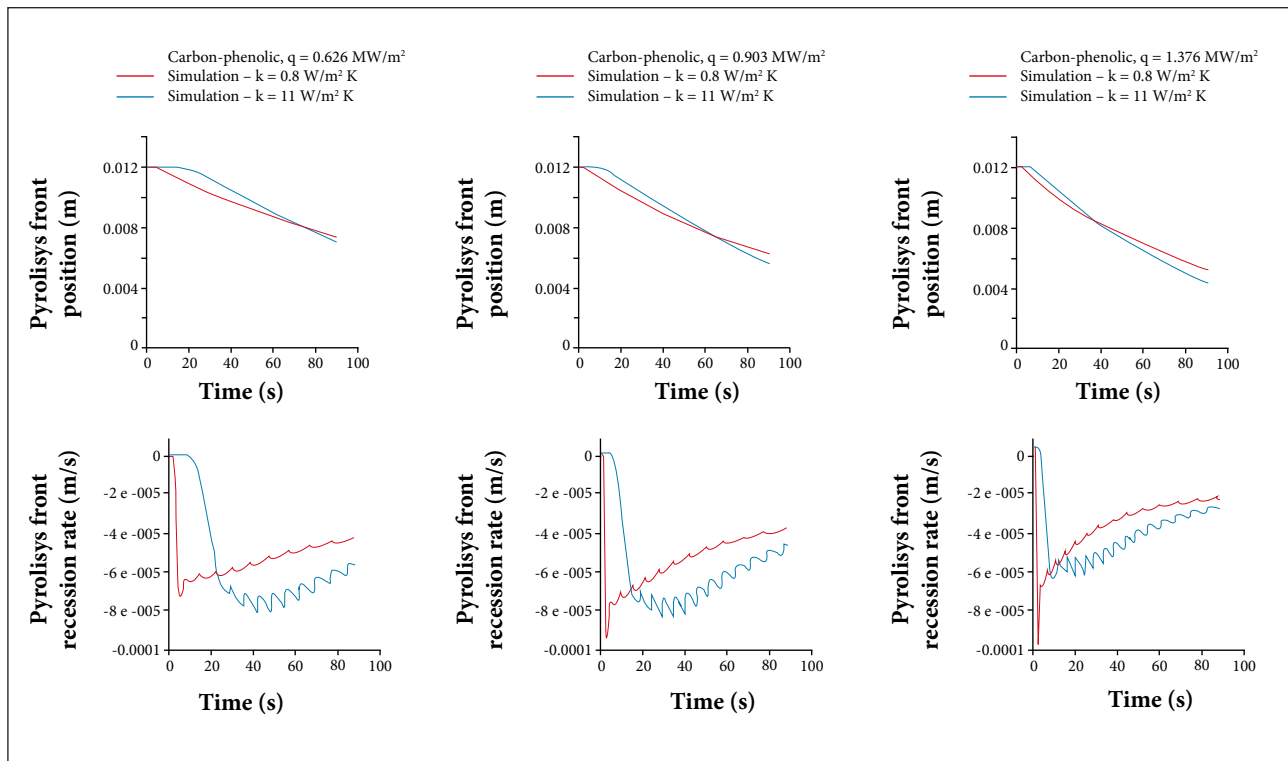 Carbon-phenolic, q = 0.626 MW/m²
Simulation – k = 0.8 W/m² K
Simulation – k = 11 W/m² K
Carbon-phenolic, q = 0.903 MW/m²
Simulation – k = 0.8 W/m² K
Simulation – k = 11 W/m² K
Carbon-phenolic, q = 1.376 MW/m²
Simulation – k = 0.8 W/m² K
Simulation – k = 11 W/m² K
Pyrolisys front
position (m)
0.012
0.008
0.004
0
0 20 40 60 80 100
Time (s)
Pyrolisys front
position (m)
0.012
0.008
0.004
0
0 20 40 60 80 100
Time (s)
Pyrolisys front
position (m)
0.012
0.008
0.004
0
0 20 40 60 80 100
Time (s)
Pyrolisys front
recession rate (m/s)
0
-2 e -005
-4 e -005
-6 e -005
-8 e -005
-0.0001
0 20 40 60 80 100
Time (s)
Pyrolisys front
recession rate (m/s)
0
-2 e -005
-4 e -005
-6 e -005
-8 e -005
-0.0001
0 20 40 60 80 100
Time (s)
Pyrolisys front
recession rate (m/s)
0
-2 e -005
-4 e -005
-6 e -005
-8 e -005
-0.0001
0 20 40 60 80 100
Time (s)